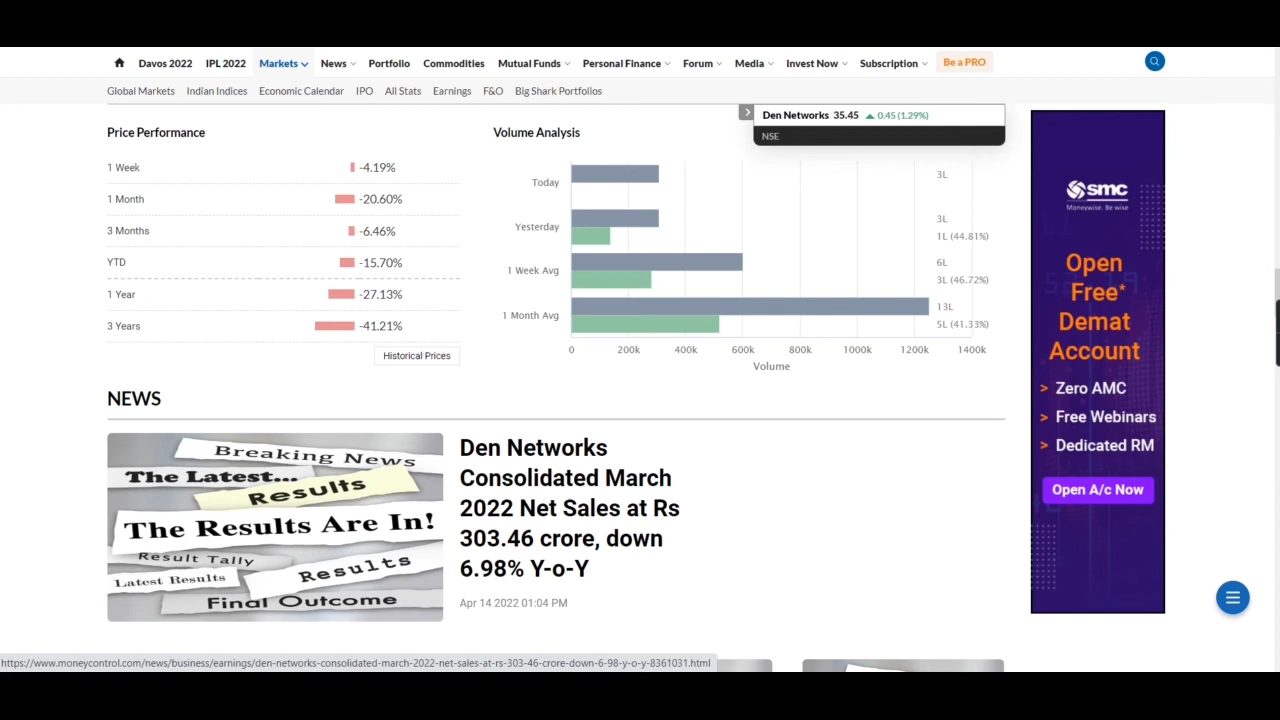 Davos 2022 IPL 2022 Markets News Portfolio Commodities Mutual Funds Personal Finance Forum Media Invest Now Subscription Be a PRO
Global Markets Indian Indices Economic Calendar IPO All Stats Earnings F&O Big Shark Portfolios
Den Networks 35.45 0.45 (1.29%)
NSE
Price Performance
1 Week -4.19%
1 Month -20.60%
3 Months -6.46%
YTD -15.70%
1 Year -27.13%
3 Years -41.21%
Historical Prices
Volume Analysis
Today 3L
Yesterday 3L
1L (44.81%)
1 Week Avg 6L
3L (46.72%)
1 Month Avg 13L
5L (41.33%)
0 200k 400k 600k 800k 1000k 1200k 1400k
Volume
NEWS
Breaking News
The Latest...
Results
The Results Are In!
Result Tally
Results
Latest Results
Final Outcome
Den Networks
Consolidated March
2022 Net Sales at Rs
303.46 crore, down
6.98% Y-o-Y
Apr 14 2022 01:04 PM
smc
Moneywise. Be wise
Open
Free*
Demat
Account
> Zero AMC
> Free Webinars
> Dedicated RM
Open A/c Now
https://www.moneycontrol.com/news/business/earnings/den-networks-consolidated-march-2022-net-sales-at-rs-303-46-crore-down-6-98-y-o-y-8361031.html